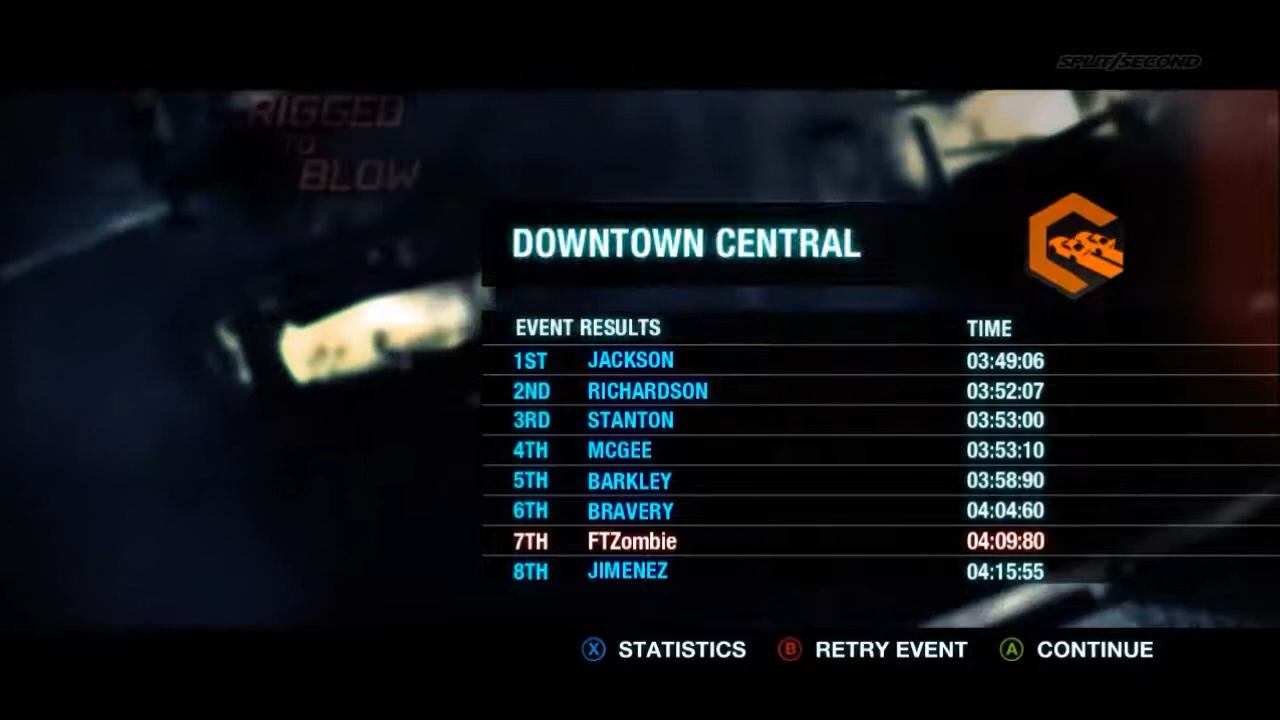 SPLIT/SECOND
RIGGED
TO
BLOW
DOWNTOWN CENTRAL
EVENT RESULTS TIME
1ST JACKSON 03:49:06
2ND RICHARDSON 03:52:07
3RD STANTON 03:53:00
4TH MCGEE 03:53:10
5TH BARKLEY 03:58:90
6TH BRAVERY 04:04:60
7TH FTZombie 04:09:80
8TH JIMENEZ 04:15:55
X STATISTICS B RETRY EVENT A CONTINUE